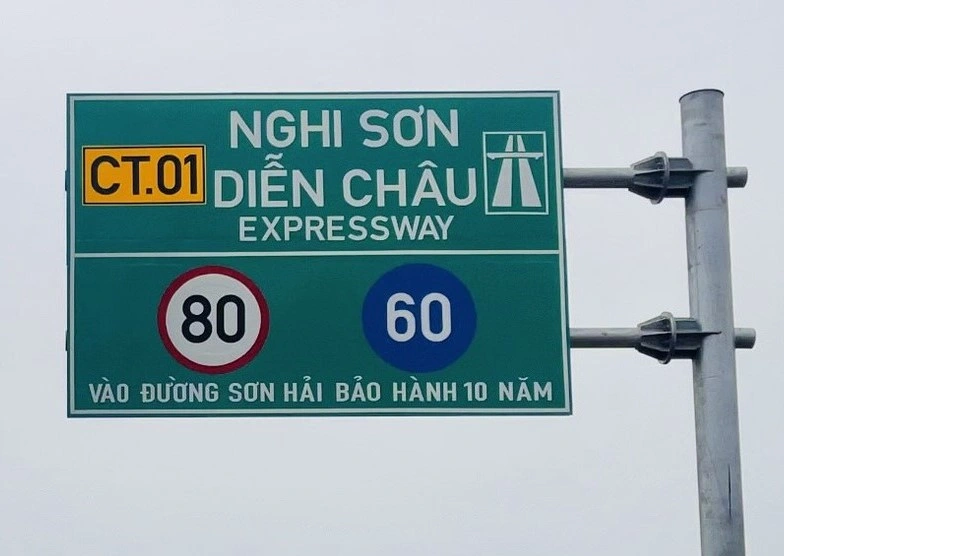 NGHI SƠN
CT.01 DIỄN CHÂU
EXPRESSWAY
80 60
VÀO ĐƯỜNG SƠN HẢI BẢO HÀNH 10 NĂM